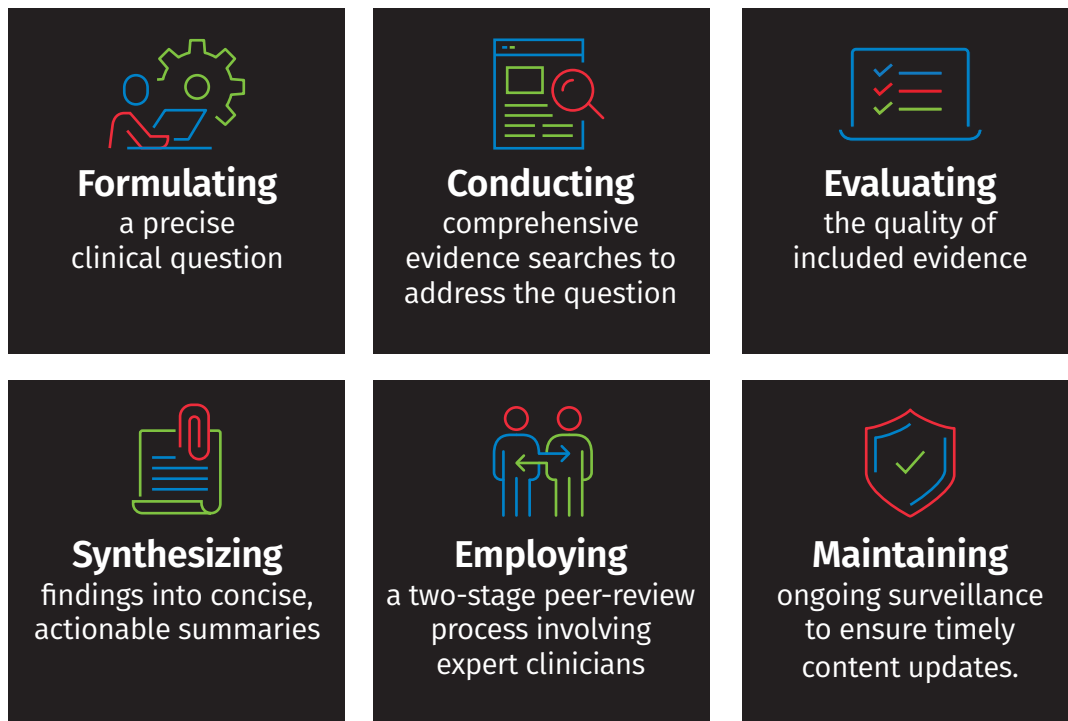 Formulating
a precise
clinical question
Conducting
comprehensive
evidence searches to
address the question
Evaluating
the quality of
included evidence
Synthesizing
findings into concise,
actionable summaries
Employing
a two-stage peer-review
process involving
expert clinicians
Maintaining
ongoing surveillance
to ensure timely
content updates.